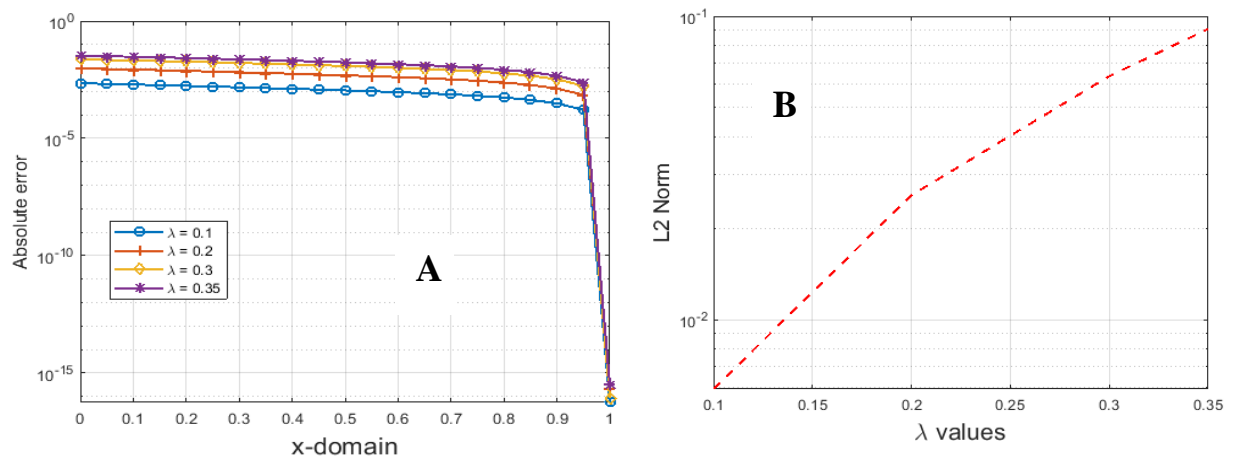 10^0
10^-5
10^-10
10^-15
Absolute error
λ = 0.1
λ = 0.2
λ = 0.3
λ = 0.35
A
0 0.1 0.2 0.3 0.4 0.5 0.6 0.7 0.8 0.9 1
x-domain
10^-1
10^-2
L2 Norm
B
0.1 0.15 0.2 0.25 0.3 0.35
λ values